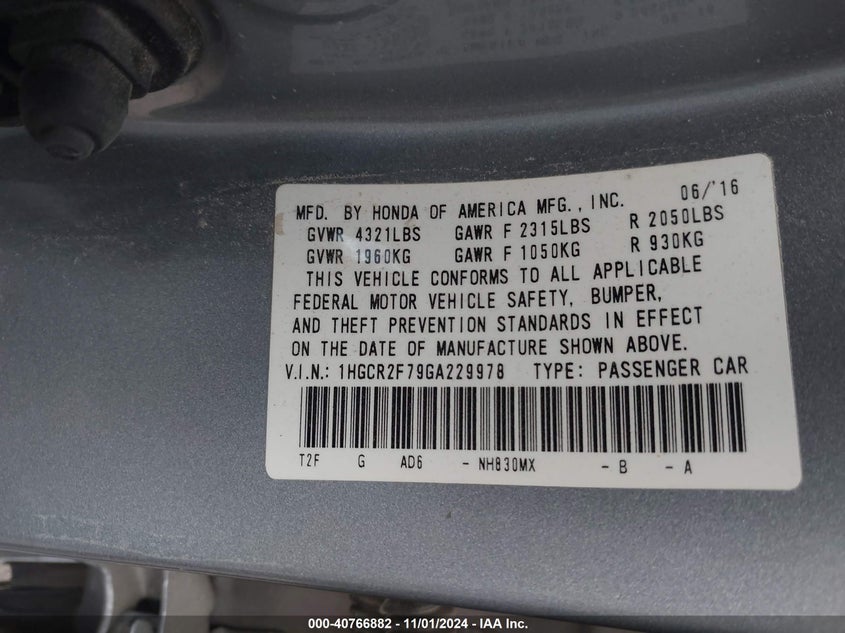 MFD. BY HONDA OF AMERICA MFG., INC. 06/'16
GVWR 4321LBS GAWR F 2315LBS R 2050LBS
GVWR 1960KG GAWR F 1050KG R 930KG
THIS VEHICLE CONFORMS TO ALL APPLICABLE
FEDERAL MOTOR VEHICLE SAFETY, BUMPER,
AND THEFT PREVENTION STANDARDS IN EFFECT
ON THE DATE OF MANUFACTURE SHOWN ABOVE.
V.I.N.: 1HGCR2F79GA229978 TYPE: PASSENGER CAR
T2F G AD6 - NH830MX - B - A
000-40766882 - 11/01/2024 - IAA Inc.